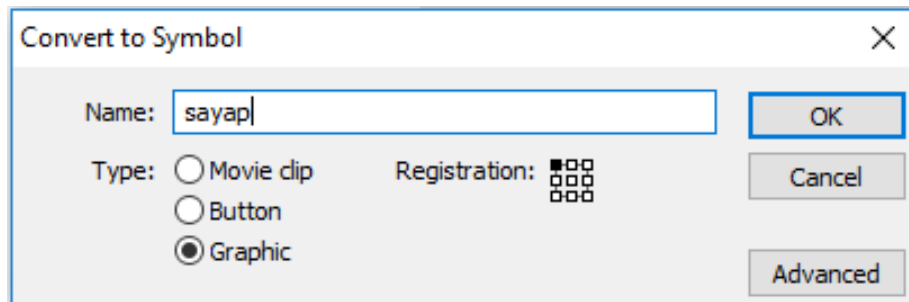 Convert to Symbol
Name: sayap OK
Type: Movie clip Registration: Cancel
Button
Graphic
Advanced